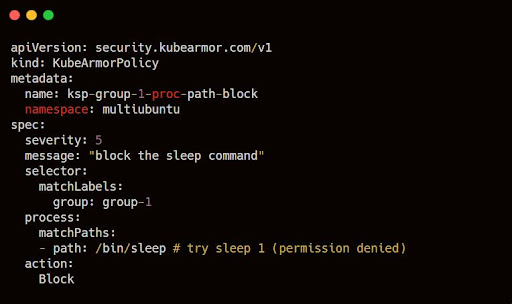 apiVersion: security.kubearmor.com/v1
kind: KubeArmorPolicy
metadata:
  name: ksp-group-1-proc-path-block
  namespace: multiubuntu
spec:
  severity: 5
  message: "block the sleep command"
  selector:
    matchLabels:
      group: group-1
  process:
    matchPaths:
    - path: /bin/sleep # try sleep 1 (permission denied)
  action:
    Block